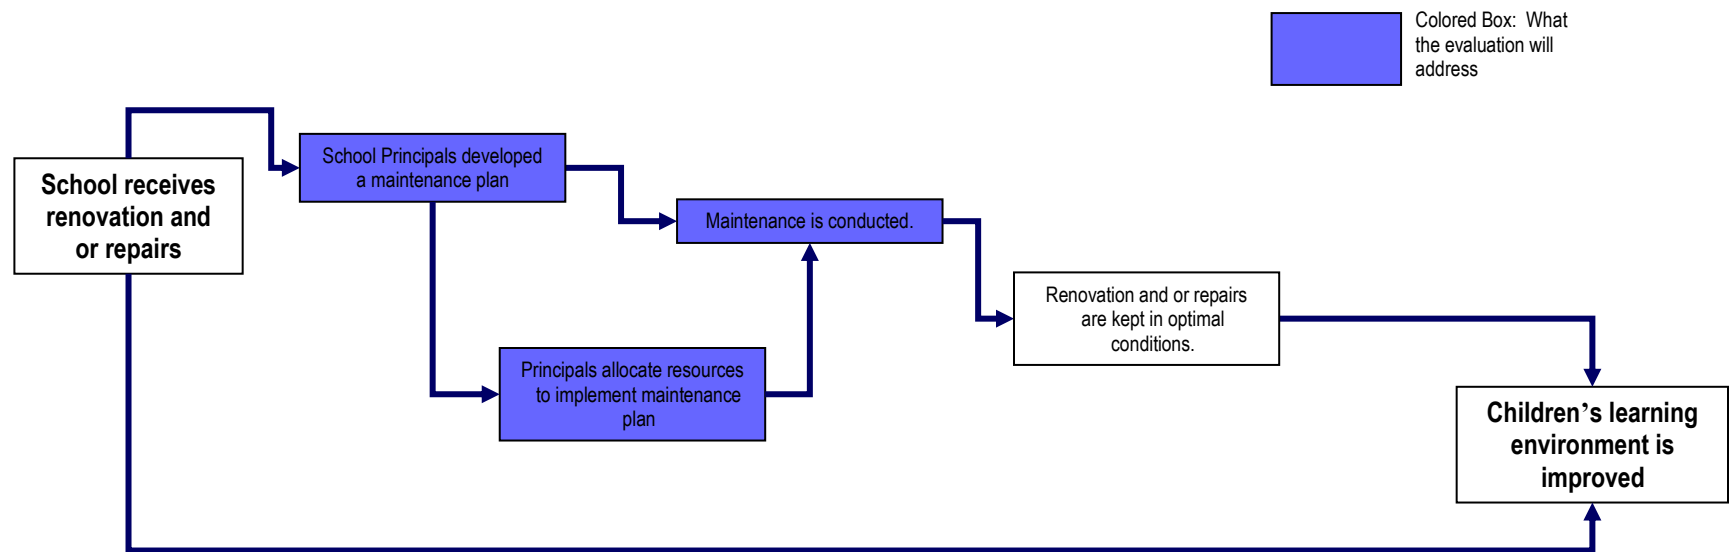 Colored Box:  What
the evaluation will
address
School receives
renovation and
or repairs
School Principals developed
a maintenance plan
Maintenance is conducted.
Principals allocate resources
to implement maintenance
plan
Renovation and or repairs
are kept in optimal
conditions.
Children’s learning
environment is
improved